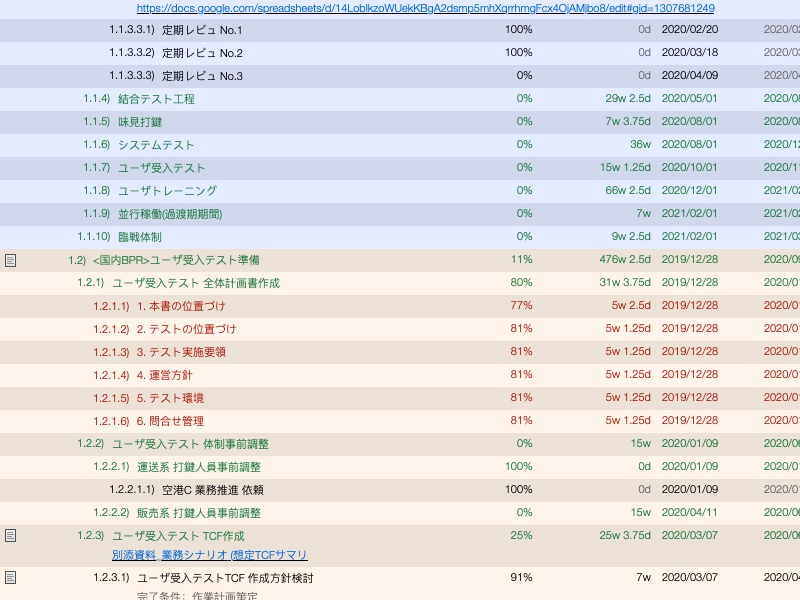 https://docs.google.com/spreadsheets/d/14LoblkzoWUekKBgA2dsmp5mhXqrrhmgFcx4OjAMjbo8/edit#gid=1307681249
1.1.3.3.1) 定期レビュ No.1 100% 0d 2020/02/20 2020/02
1.1.3.3.2) 定期レビュ No.2 100% 0d 2020/03/18 2020/03
1.1.3.3.3) 定期レビュ No.3 0% 0d 2020/04/09 2020/04
1.1.4) 結合テスト工程 0% 29w 2.5d 2020/05/01 2020/08
1.1.5) 味見打鍵 0% 7w 3.75d 2020/08/01 2020/08
1.1.6) システムテスト 0% 36w 2020/08/01 2020/12
1.1.7) ユーザ受入テスト 0% 15w 1.25d 2020/10/01 2020/11
1.1.8) ユーザトレーニング 0% 66w 2.5d 2020/12/01 2021/02
1.1.9) 並行稼働(過渡期期間) 0% 7w 2021/02/01 2021/02
1.1.10) 臨戦体制 0% 9w 2.5d 2021/02/01 2021/03
1.2) <国内BPR>ユーザ受入テスト準備 11% 476w 2.5d 2019/12/28 2020/09
1.2.1) ユーザ受入テスト 全体計画書作成 80% 31w 3.75d 2019/12/28 2020/0
1.2.1.1) 1. 本書の位置づけ 77% 5w 2.5d 2019/12/28 2020/0
1.2.1.2) 2. テストの位置づけ 81% 5w 1.25d 2019/12/28 2020/0
1.2.1.3) 3. テスト実施要領 81% 5w 1.25d 2019/12/28 2020/0
1.2.1.4) 4. 運営方針 81% 5w 1.25d 2019/12/28 2020/0
1.2.1.5) 5. テスト環境 81% 5w 1.25d 2019/12/28 2020/0
1.2.1.6) 6. 問合せ管理 81% 5w 1.25d 2019/12/28 2020/0
1.2.2) ユーザ受入テスト 体制事前調整 0% 15w 2020/01/09 2020/06
1.2.2.1) 運送系 打鍵人員事前調整 100% 0d 2020/01/09 2020/0
1.2.2.1.1) 空港C 業務推進 依頼 100% 0d 2020/01/09 2020/0
1.2.2.2) 販売系 打鍵人員事前調整 0% 15w 2020/04/11 2020/06
1.2.3) ユーザ受入テスト TCF作成 25% 25w 3.75d 2020/03/07 2020/06
別添資料_業務シナリオ (想定TCFサマリ
1.2.3.1) ユーザ受入テストTCF 作成方針検討 91% 7w 2020/03/07 2020/04
完了条件：作業計画策定